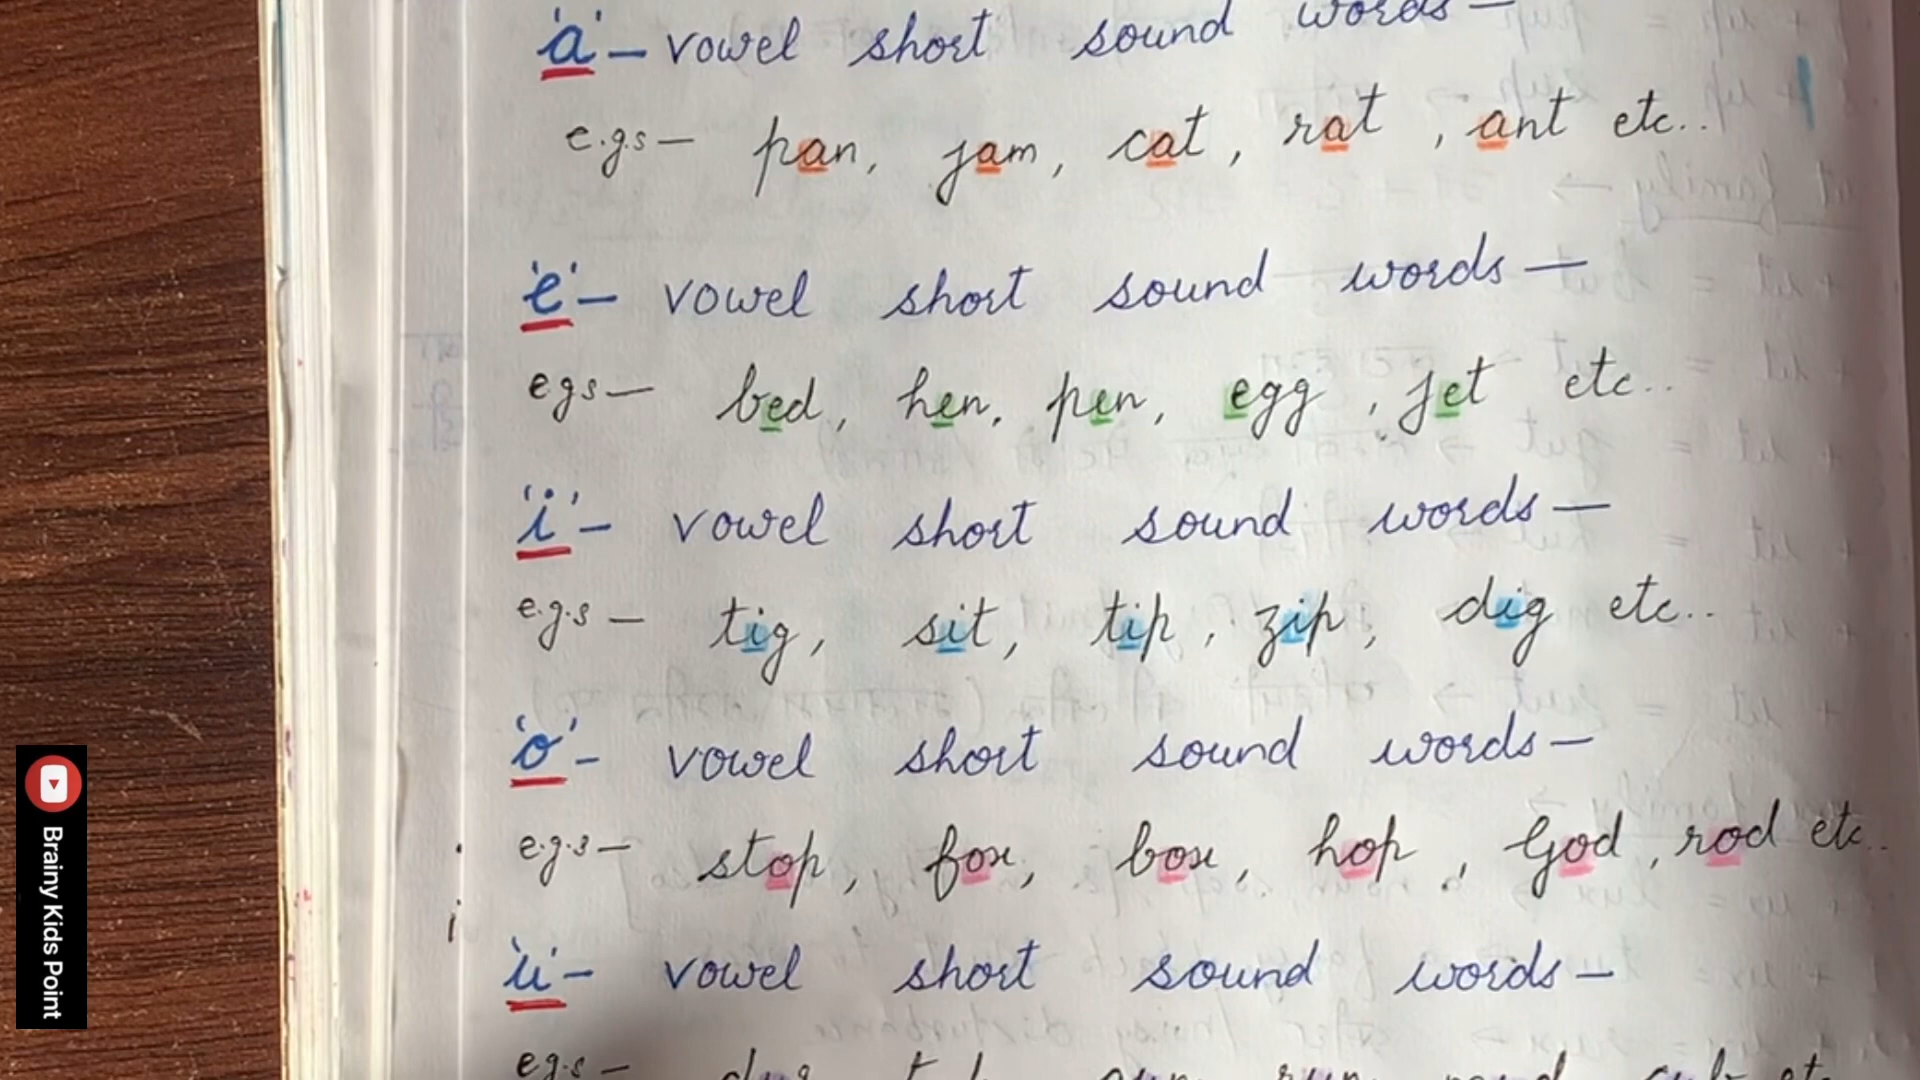 'a' – vowel short sound words –
e.g.s – pan, jam, cat, rat, ant etc..
'e' – vowel short sound words –
egs – bed, hen, pen, egg, jet etc..
'i' – vowel short sound words –
e.g.s – tig, sit, tip, zip, dig etc..
'o' – vowel short sound words –
e.g.s – stop, fox, box, hop, God, rod etc..
'u' – vowel short sound words –
e.g.s –
Brainy Kids Point